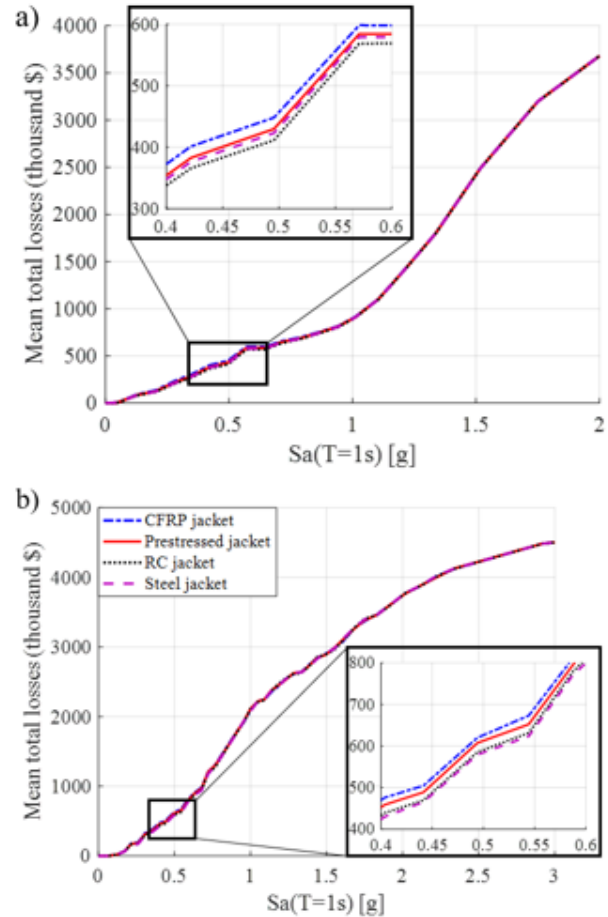 a)
Mean total losses (thousand $)
4000
3500
3000
2500
2000
1500
1000
500
0
600
500
400
300
0.4 0.45 0.5 0.55 0.6
0 0.5 1 1.5 2
Sa(T=1s) [g]
b)
Mean total losses (thousand $)
5000
4000
3000
2000
1000
0
CFRP jacket
Prestressed jacket
RC jacket
Steel jacket
800
700
600
500
400
0.4 0.45 0.5 0.55 0.6
0 0.5 1 1.5 2 2.5 3
Sa(T=1s) [g]